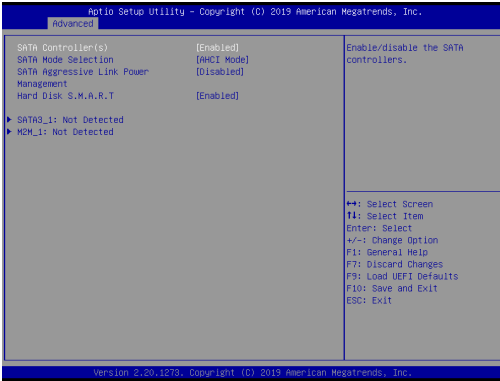 Aptio Setup Utility – Copyright (C) 2019 American Megatrends, Inc.
Advanced
SATA Controller(s) [Enabled]
SATA Mode Selection [AHCI Mode]
SATA Aggressive Link Power [Disabled]
Management
Hard Disk S.M.A.R.T [Enabled]
SATA3_1: Not Detected
M2M_1: Not Detected
Enable/disable the SATA
controllers.
↔: Select Screen
↑↓: Select Item
Enter: Select
+/-: Change Option
F1: General Help
F7: Discard Changes
F9: Load UEFI Defaults
F10: Save and Exit
ESC: Exit
Version 2.20.1273. Copyright (C) 2019 American Megatrends, Inc.